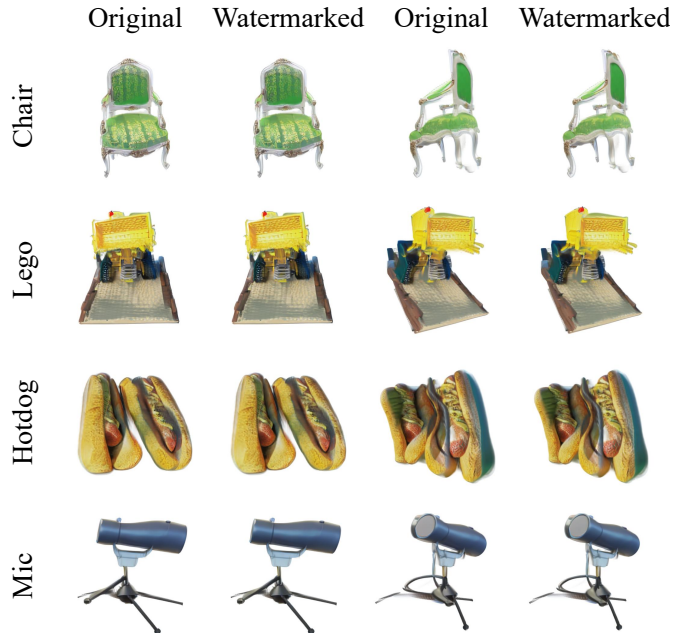 Original Watermarked Original Watermarked
Chair
Lego
Hotdog
Mic